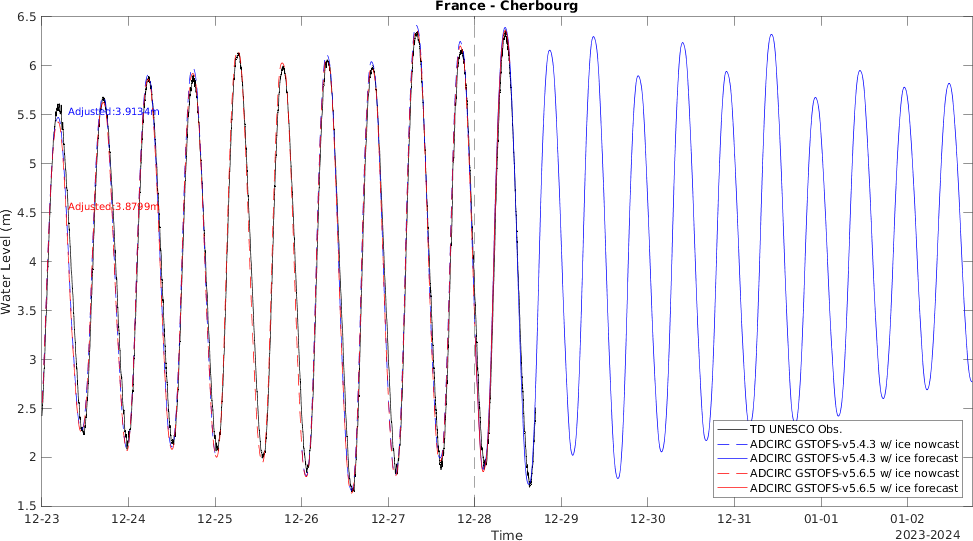 France - Cherbourg
6.5
6
5.5
5
4.5
4
3.5
3
2.5
2
1.5
Water Level (m)
Adjusted:3.9134m
Adjusted:3.8799m
TD UNESCO Obs.
ADCIRC GSTOFS-v5.4.3 w/ ice nowcast
ADCIRC GSTOFS-v5.4.3 w/ ice forecast
ADCIRC GSTOFS-v5.6.5 w/ ice nowcast
ADCIRC GSTOFS-v5.6.5 w/ ice forecast
12-23 12-24 12-25 12-26 12-27 12-28 12-29 12-30 12-31 01-01 01-02
Time
2023-2024